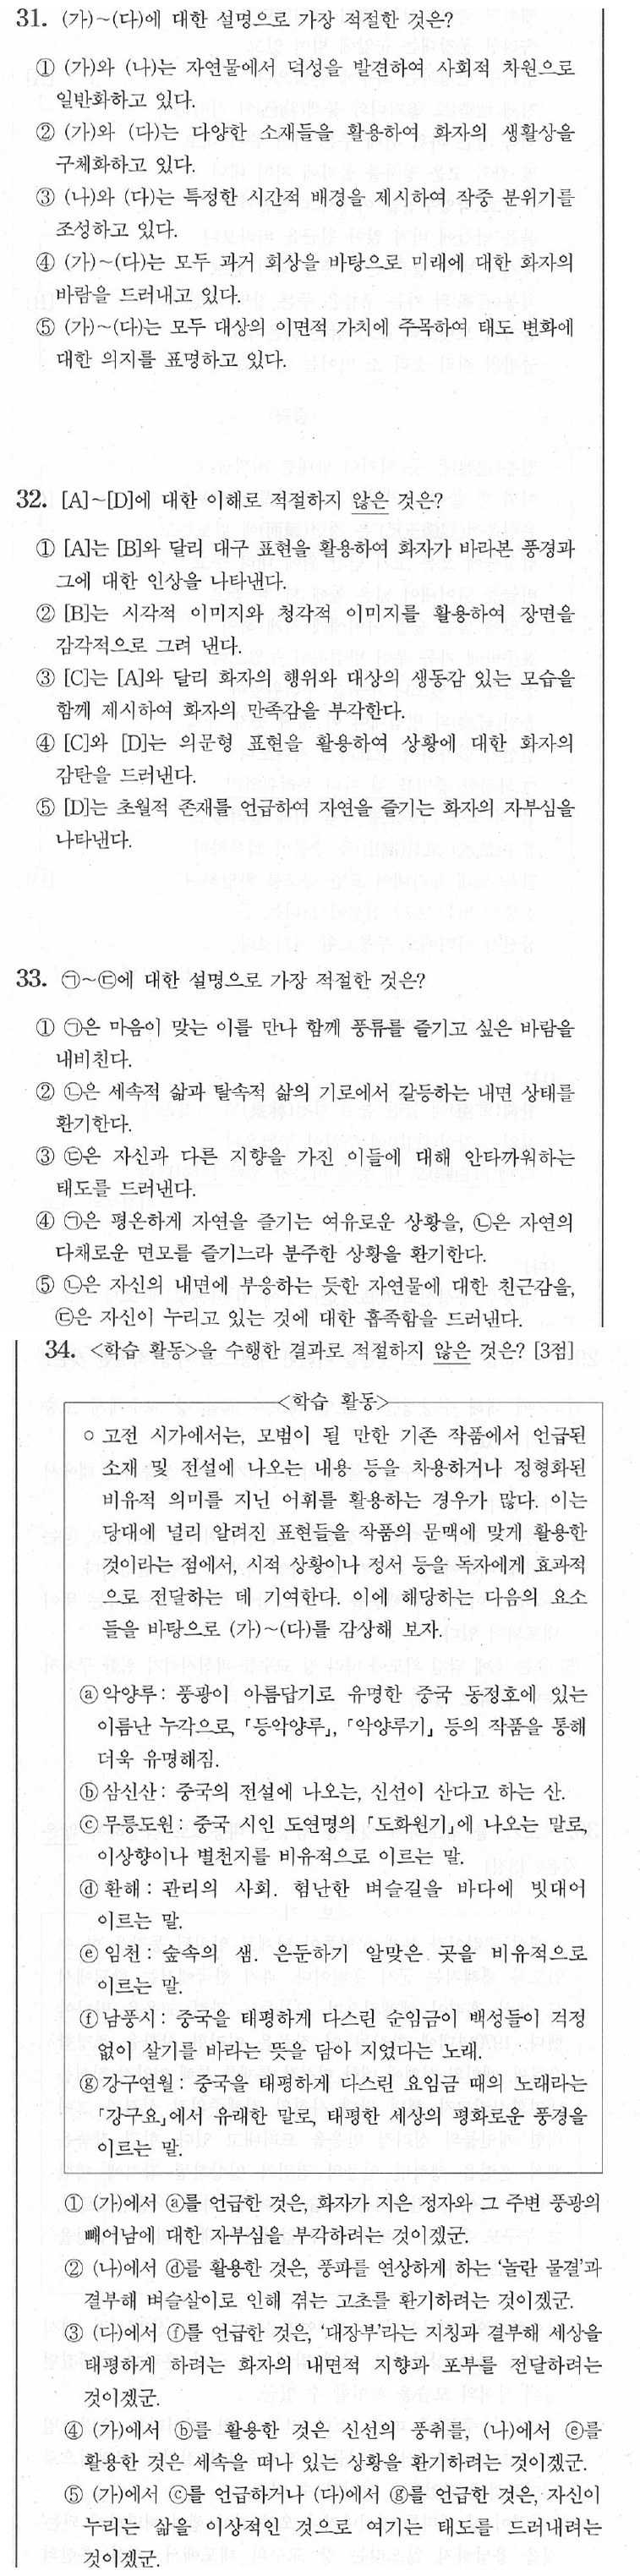 31. (가)~(다)에 대한 설명으로 가장 적절한 것은?
① (가)와 (나)는 자연물에서 덕성을 발견하여 사회적 차원으로
일반화하고 있다.
② (가)와 (다)는 다양한 소재들을 활용하여 화자의 생활상을
구체화하고 있다.
③ (나)와 (다)는 특정한 시간적 배경을 제시하여 작중 분위기를
조성하고 있다.
④ (가)~(다)는 모두 과거 회상을 바탕으로 미래에 대한 화자의
바람을 드러내고 있다.
⑤ (가)~(다)는 모두 대상의 이면적 가치에 주목하여 태도 변화에
대한 의지를 표명하고 있다.
32. [A]~[D]에 대한 이해로 적절하지 않은 것은?
① [A]는 [B]와 달리 대구 표현을 활용하여 화자가 바라본 풍경과
그에 대한 인상을 나타낸다.
② [B]는 시각적 이미지와 청각적 이미지를 활용하여 장면을
감각적으로 그려 낸다.
③ [C]는 [A]와 달리 화자의 행위와 대상의 생동감 있는 모습을
함께 제시하여 화자의 만족감을 부각한다.
④ [C]와 [D]는 의문형 표현을 활용하여 상황에 대한 화자의
감탄을 드러낸다.
⑤ [D]는 초월적 존재를 언급하여 자연을 즐기는 화자의 자부심을
나타낸다.
33. ㉠~㉢에 대한 설명으로 가장 적절한 것은?
① ㉠은 마음이 맞는 이를 만나 함께 풍류를 즐기고 싶은 바람을
내비친다.
② ㉡은 세속적 삶과 탈속적 삶의 기로에서 갈등하는 내면 상태를
환기한다.
③ ㉢은 자신과 다른 지향을 가진 이들에 대해 안타까워하는
태도를 드러낸다.
④ ㉠은 평온하게 자연을 즐기는 여유로운 상황을, ㉡은 자연의
다채로운 면모를 즐기느라 분주한 상황을 환기한다.
⑤ ㉡은 자신의 내면에 부응하는 듯한 자연물에 대한 친근감을,
㉢은 자신이 누리고 있는 것에 대한 흡족함을 드러낸다.
34. <학습 활동>을 수행한 결과로 적절하지 않은 것은? [3점]
<학습 활동>
○ 고전 시가에서는, 모범이 될 만한 기존 작품에서 언급된
소재 및 전설에 나오는 내용 등을 차용하거나 정형화된
비유적 의미를 지닌 어휘를 활용하는 경우가 많다. 이는
당대에 널리 알려진 표현들을 작품의 문맥에 맞게 활용한
것이라는 점에서, 시적 상황이나 정서 등을 독자에게 효과적
으로 전달하는 데 기여한다. 이에 해당하는 다음의 요소
들을 바탕으로 (가)~(다)를 감상해 보자.
ⓐ 악양루: 풍광이 아름답기로 유명한 중국 동정호에 있는
이름난 누각으로, 「등악양루」, 「악양루기」 등의 작품을 통해
더욱 유명해짐.
ⓑ 삼신산: 중국의 전설에 나오는, 신선이 산다고 하는 산.
ⓒ 무릉도원: 중국 시인 도연명의 「도화원기」에 나오는 말로,
이상향이나 별천지를 비유적으로 이르는 말.
ⓓ 환해: 관리의 사회. 험난한 벼슬길을 바다에 빗대어
이르는 말.
ⓔ 임천: 숲속의 샘. 은둔하기 알맞은 곳을 비유적으로
이르는 말.
ⓕ 남풍시: 중국을 태평하게 다스린 순임금이 백성들이 걱정
없이 살기를 바라는 뜻을 담아 지었다는 노래.
ⓖ 강구연월: 중국을 태평하게 다스린 요임금 때의 노래라는
「강구요」에서 유래한 말로, 태평한 세상의 평화로운 풍경을
이르는 말.
① (가)에서 ⓐ를 언급한 것은, 화자가 지은 정자와 그 주변 풍광의
빼어남에 대한 자부심을 부각하려는 것이겠군.
② (나)에서 ⓓ를 활용한 것은, 풍파를 연상하게 하는 '놀란 물결'과
결부해 벼슬살이로 인해 겪는 고초를 환기하려는 것이겠군.
③ (다)에서 ⓕ를 언급한 것은, '대장부'라는 지칭과 결부해 세상을
태평하게 하려는 화자의 내면적 지향과 포부를 전달하려는
것이겠군.
④ (가)에서 ⓑ를 활용한 것은 신선의 풍취를, (나)에서 ⓔ를
활용한 것은 세속을 떠나 있는 상황을 환기하려는 것이겠군.
⑤ (가)에서 ⓒ를 언급하거나 (다)에서 ⓖ를 언급한 것은, 자신이
누리는 삶을 이상적인 것으로 여기는 태도를 드러내려는
것이겠군.